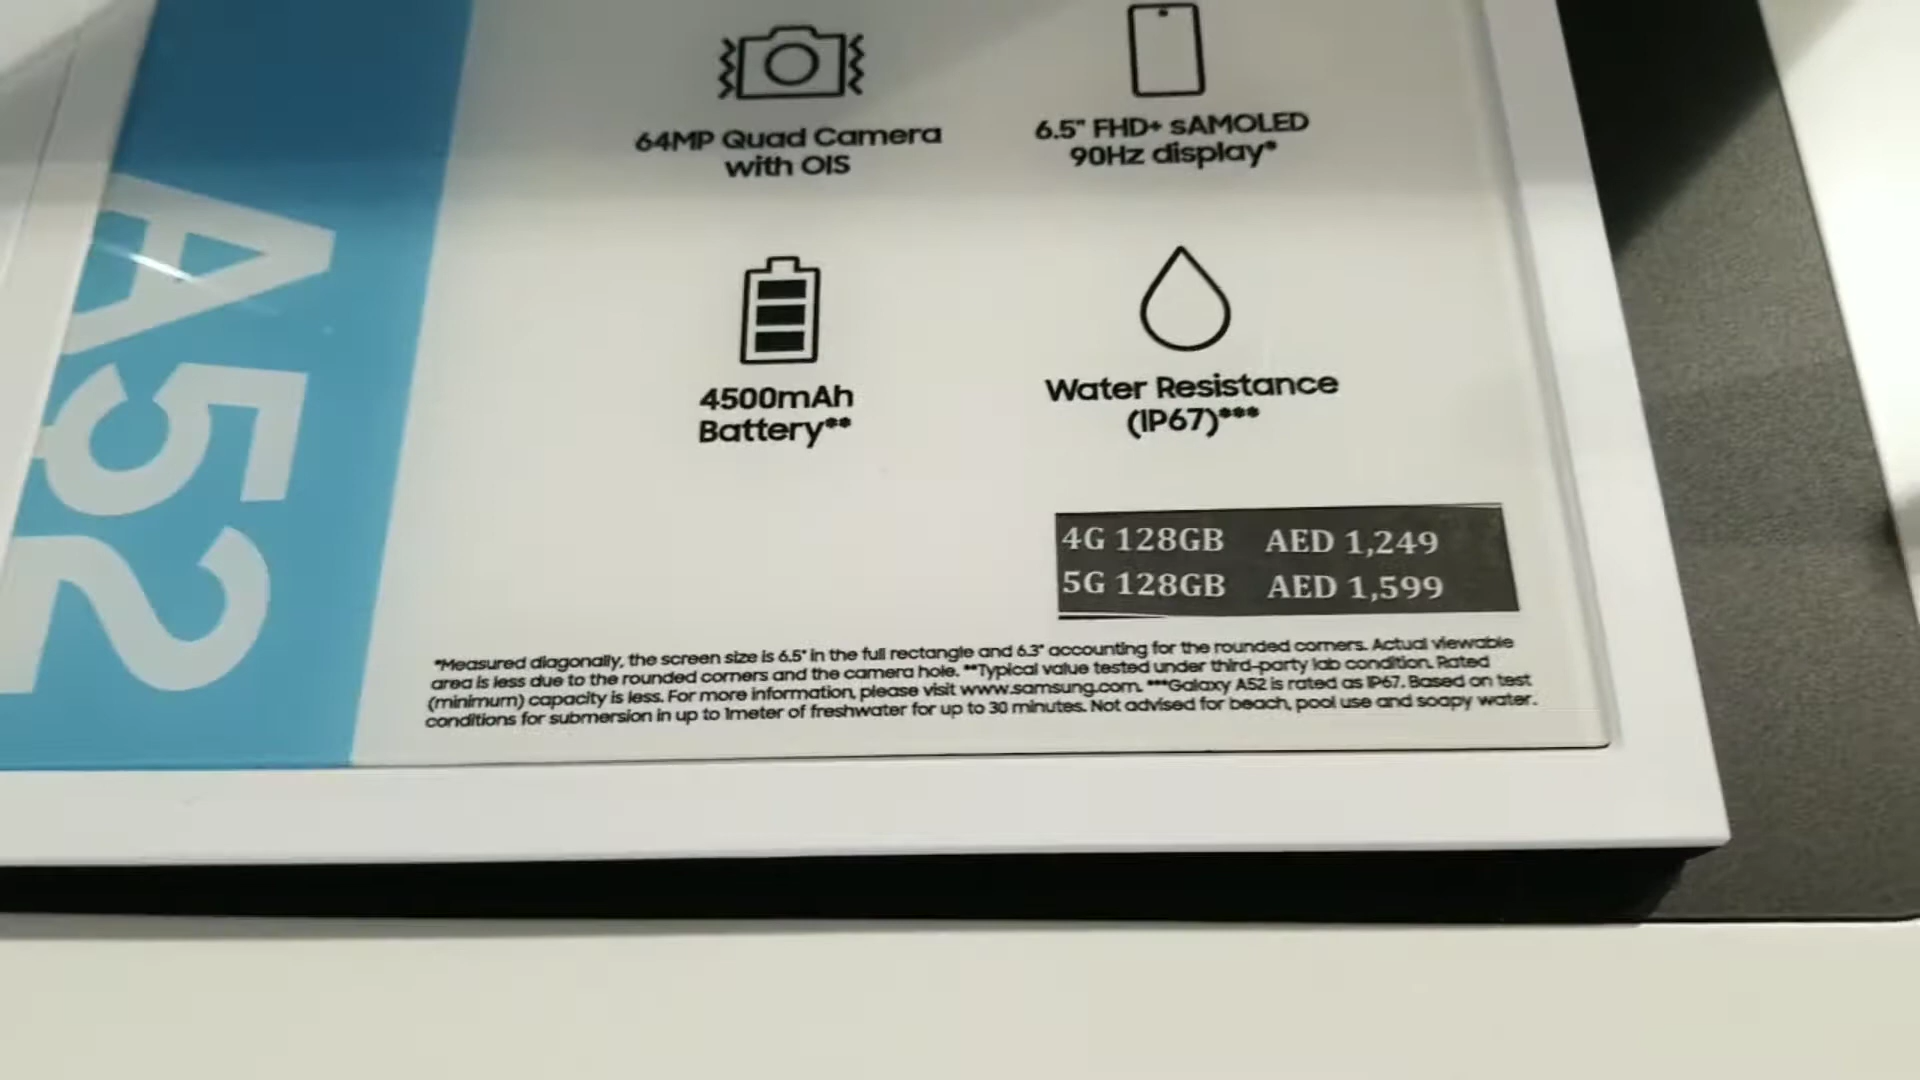 A52
64MP Quad Camera
with OIS
6.5" FHD+ sAMOLED
90Hz display*
4500mAh
Battery**
Water Resistance
(IP67)***
4G 128GB AED 1,249
5G 128GB AED 1,599
*Measured diagonally, the screen size is 6.5" in the full rectangle and 6.3" accounting for the rounded corners. Actual viewable
area is less due to the rounded corners and the camera hole. **Typical value tested under third-party lab condition. Rated
(minimum) capacity is less. For more information, please visit www.samsung.com. ***Galaxy A52 is rated as IP67. Based on test
conditions for submersion in up to 1meter of freshwater for up to 30 minutes. Not advised for beach, pool use and soapy water.